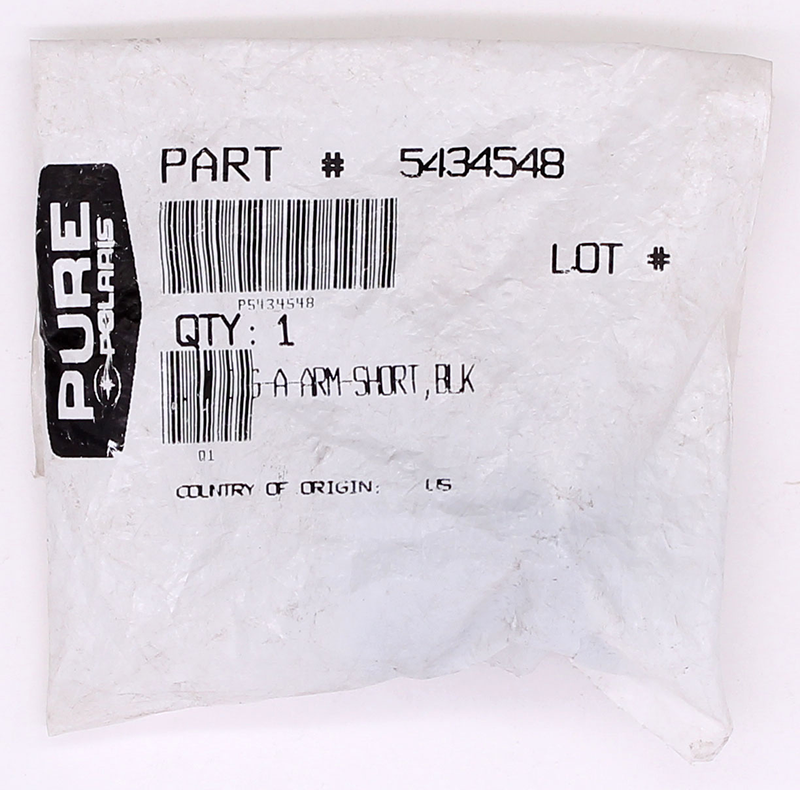 PURE
POLARIS
PART # 5434548
P5434548
LOT #
QTY: 1
G-A-ARM-SHORT,BLK
01
COUNTRY OF ORIGIN: US